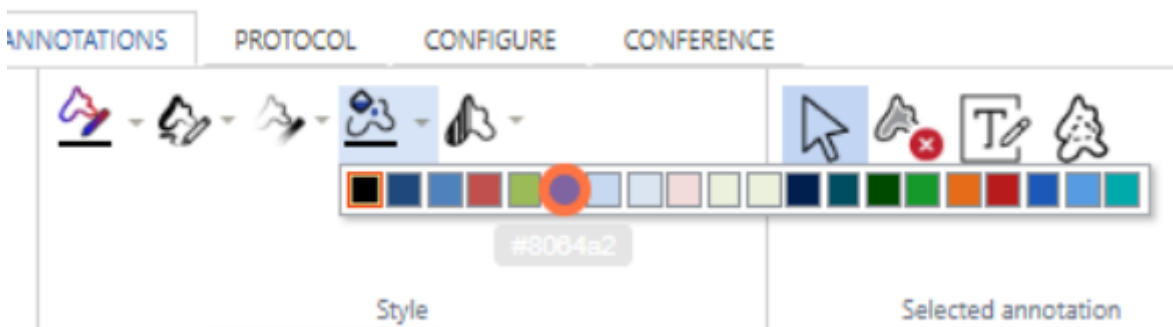 ANNOTATIONS PROTOCOL CONFIGURE CONFERENCE
T
#8064a2
Style Selected annotation